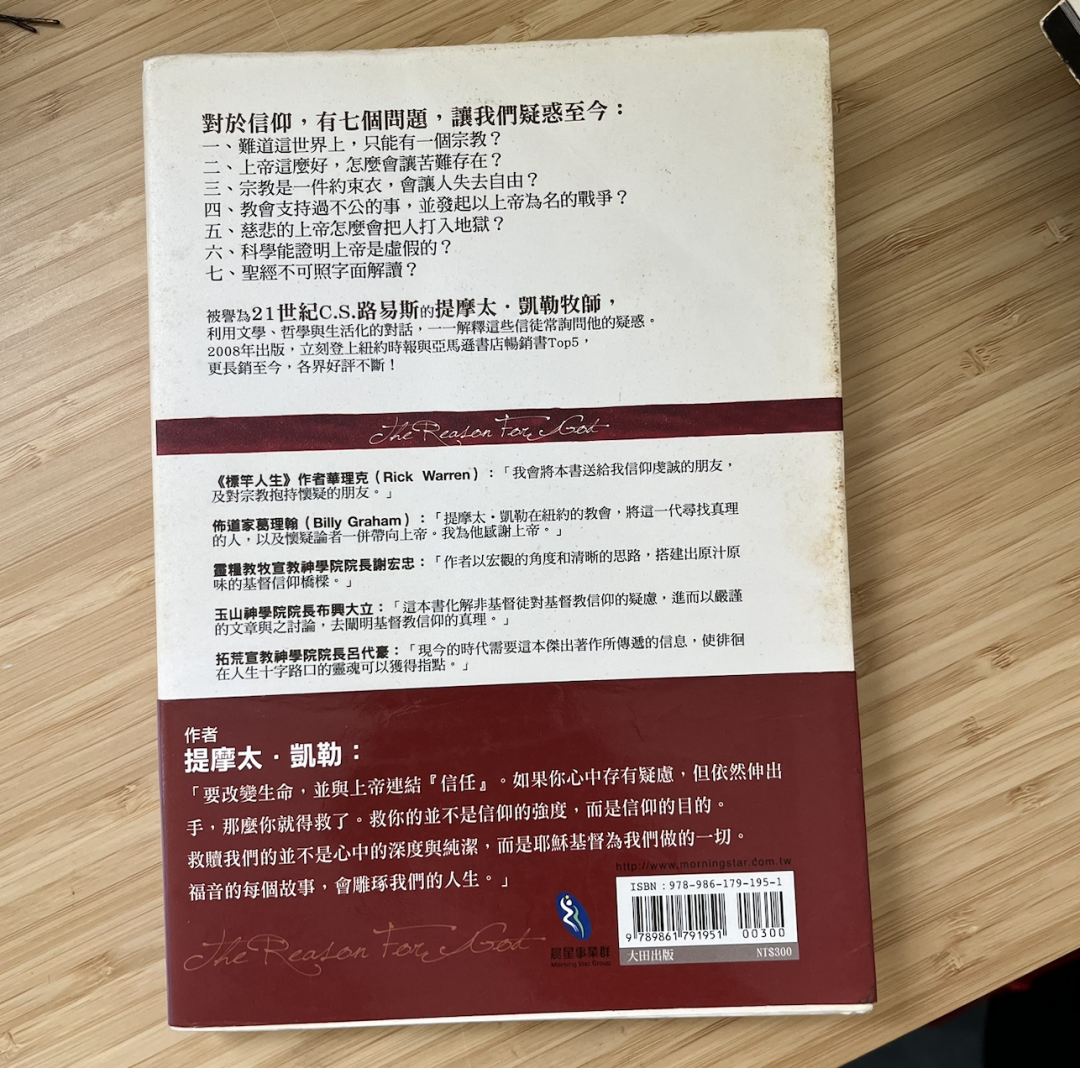 對於信仰，有七個問題，讓我們疑惑至今：
一、難道這世界上，只能有一個宗教？
二、上帝這麼好，怎麼會讓苦難存在？
三、宗教是一件約束衣，會讓人失去自由？
四、教會支持過不公的事，並發起以上帝為名的戰爭？
五、慈悲的上帝怎麼會把人打入地獄？
六、科學能證明上帝是虛假的？
七、聖經不可照字面解讀？
被譽為21世紀C.S.路易斯的提摩太・凱勒牧師，
利用文學、哲學與生活化的對話，一一解釋這些信徒常詢問他的疑惑。
2008年出版，立刻登上紐約時報與亞馬遜書店暢銷書Top5，
更長銷至今，各界好評不斷！
The Reason For God
《標竿人生》作者華理克（Rick Warren）：「我會將本書送給我信仰虔誠的朋友，
及對宗教抱持懷疑的朋友。」
佈道家葛理翰（Billy Graham）：「提摩太・凱勒在紐約的教會，將這一代尋找真理
的人，以及懷疑論者一併帶向上帝。我為他感謝上帝。」
靈糧教牧宣教神學院院長謝宏忠：「作者以宏觀的角度和清晰的思路，搭建出原汁原
味的基督信仰橋樑。」
玉山神學院院長布興大立：「這本書化解非基督徒對基督教信仰的疑慮，進而以嚴謹
的文章與之討論，去闡明基督教信仰的真理。」
拓荒宣教神學院院長呂代豪：「現今的時代需要這本傑出著作所傳遞的信息，使徘徊
在人生十字路口的靈魂可以獲得指點。」
作者
提摩太・凱勒：
「要改變生命，並與上帝連結『信任』。如果你心中存有疑慮，但依然伸出
手，那麼你就得救了。救你的並不是信仰的強度，而是信仰的目的。
救贖我們的並不是心中的深度與純潔，而是耶穌基督為我們做的一切。
福音的每個故事，會雕琢我們的人生。」
http://www.morningstar.com.tw
ISBN：978-986-179-195-1
9 789861 791951
00300
大田出版 NT$300
晨星事業群
Morning Star Group
The Reason For God